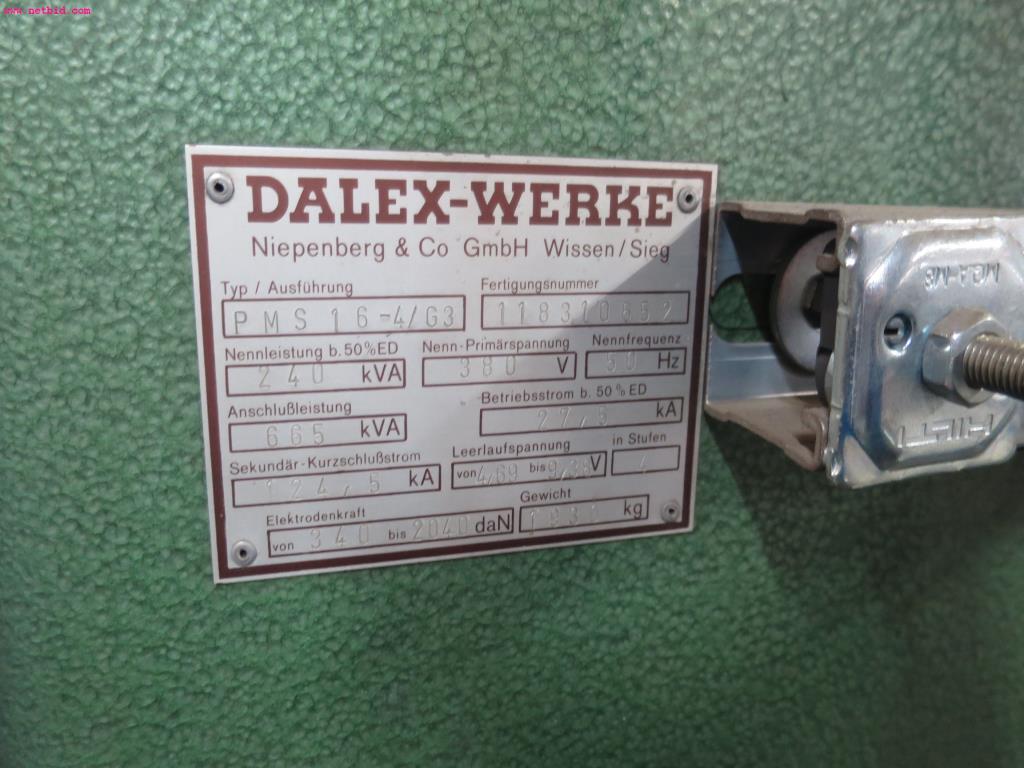 www.netbid.com
DALEX-WERKE
Niepenberg & Co GmbH Wissen/Sieg
Typ / Ausführung Fertigungsnummer
PMS 16-4/G3 118310652
Nennleistung b. 50% ED Nenn-Primärspannung Nennfrequenz
240 kVA 380 V 50 Hz
Anschlußleistung Betriebsstrom b. 50 % ED
665 kVA 27,5 kA
Sekundär-Kurzschlußstrom Leerlaufspannung in Stufen
124,5 kA von 4/69 bis 9/38 V
Elektrodenkraft Gewicht
von 340 bis 2040 daN kg
MQA-M8
HILTI